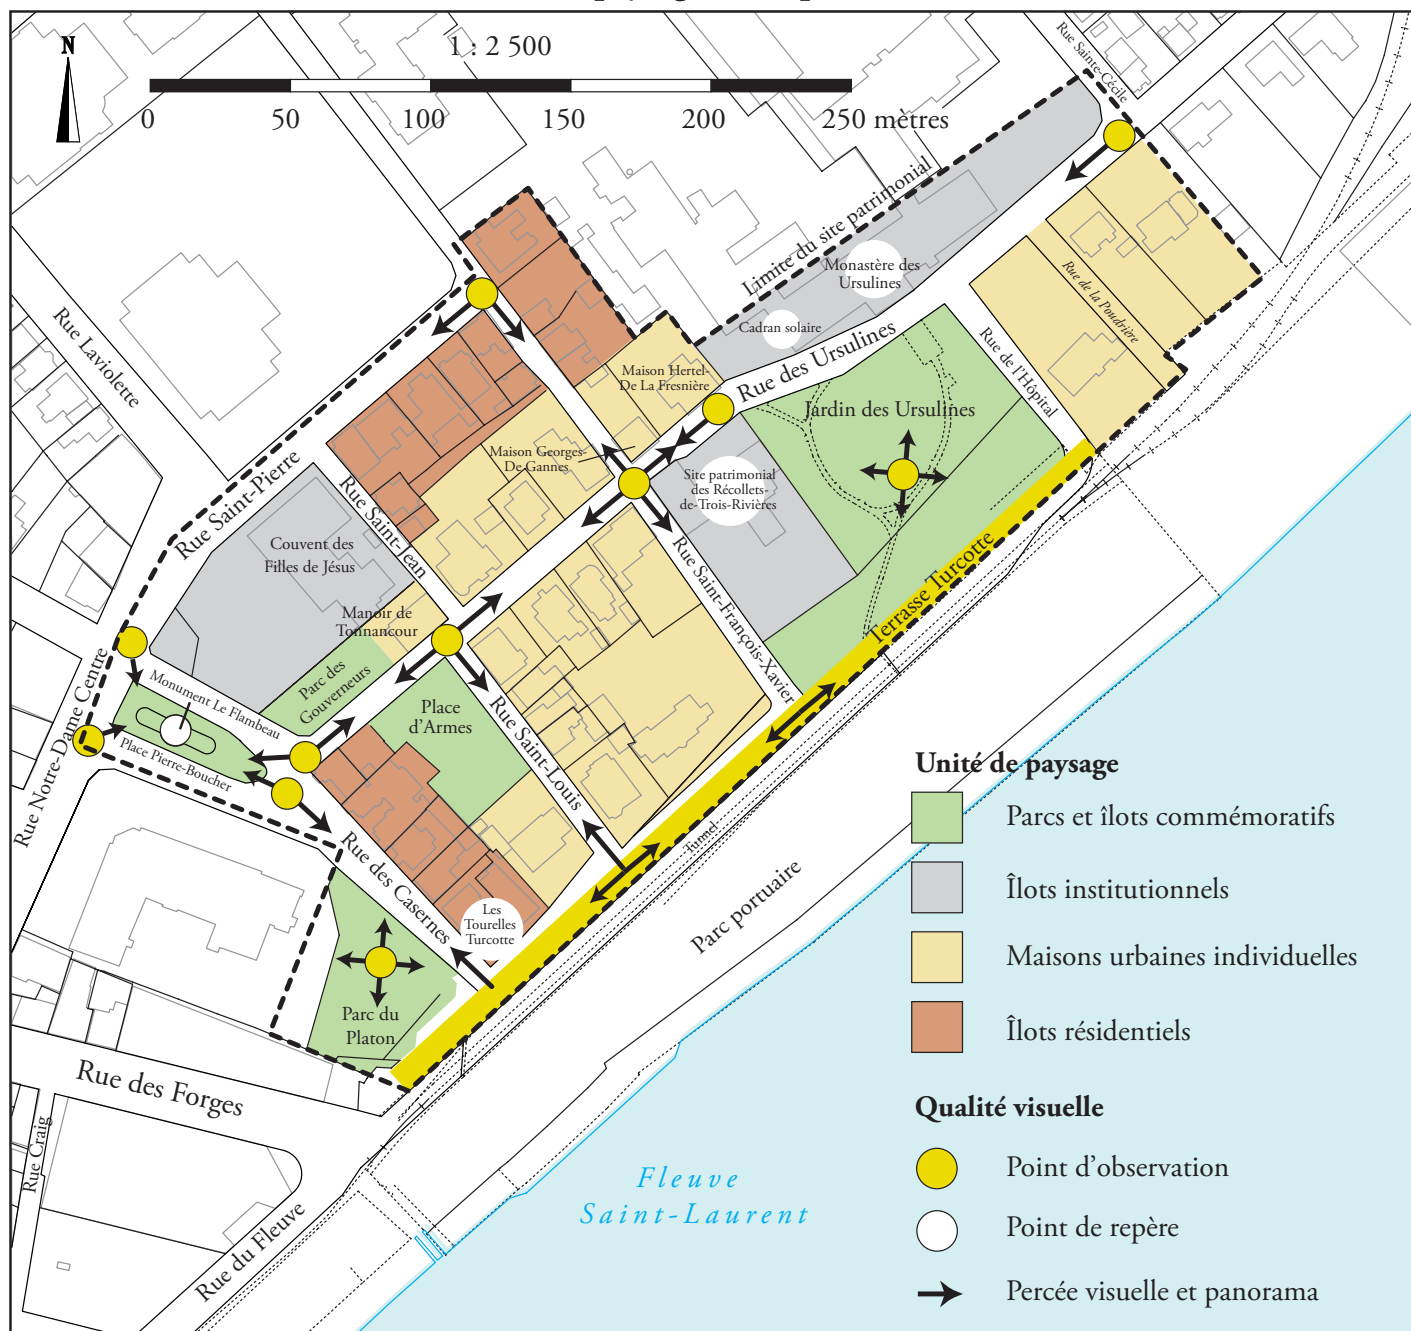 N
1 : 2 500
0 50 100 150 200 250 mètres
Rue Sainte-Cécile
Limite du site patrimonial
Monastère des
Ursulines
Cadran solaire
Rue des Ursulines
Rue de la Poudrière
Rue de l'Hôpital
Rue Laviolette
Maison Hertel-
De La Fresnière
Jardin des Ursulines
Maison Georges-
De Gannes
Site patrimonial
des Récollets-
de-Trois-Rivières
Rue Saint-Pierre
Rue Saint-Jean
Couvent des
Filles de Jésus
Rue Saint-François-Xavier
Terrasse Turcotte
Manoir de
Tonnancour
Parc des
Gouverneurs
Monument Le Flambeau
Place Pierre-Boucher
Rue Notre-Dame Centre
Place
d'Armes
Rue Saint-Louis
Rue des Casernes
Tunnel
Les
Tourelles
Turcotte
Parc portuaire
Parc du
Platon
Rue des Forges
Rue Craig
Rue du Fleuve
Fleuve
Saint-Laurent
Unité de paysage
Parcs et îlots commémoratifs
Îlots institutionnels
Maisons urbaines individuelles
Îlots résidentiels
Qualité visuelle
Point d'observation
Point de repère
Percée visuelle et panorama